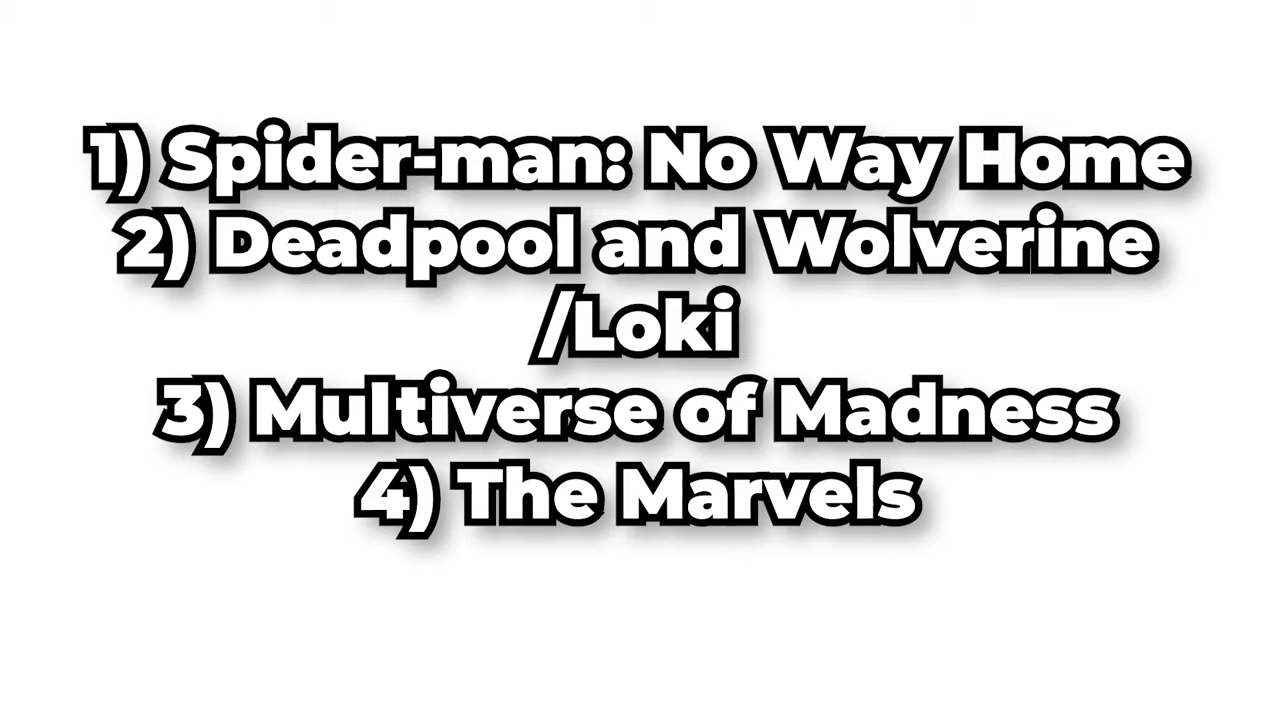 1) Spider-man: No Way Home
2) Deadpool and Wolverine
/Loki
3) Multiverse of Madness
4) The Marvels